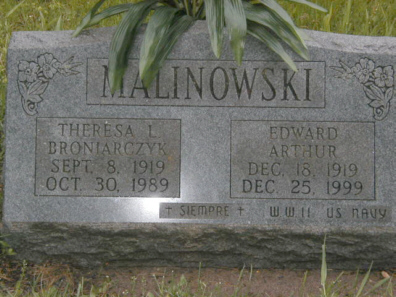 MALINOWSKI
THERESA L.
BRONIARCZYK
SEPT. 8, 1919
OCT. 30, 1989
EDWARD
ARTHUR
DEC. 18, 1919
DEC. 25, 1999
+ SIEMPRE +
W W II US NAVY